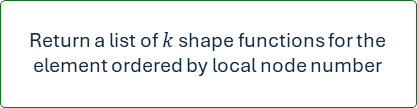 Return a list of k shape functions for the
element ordered by local node number